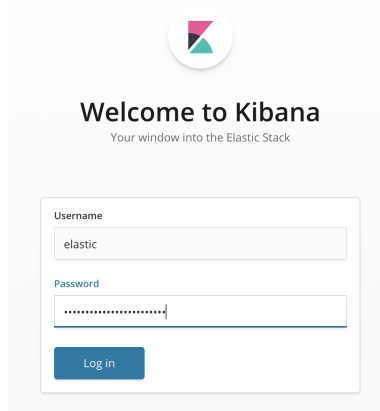 Welcome to Kibana
Your window into the Elastic Stack
Username
elastic
Password
••••••••••••••••••••••••
Log in